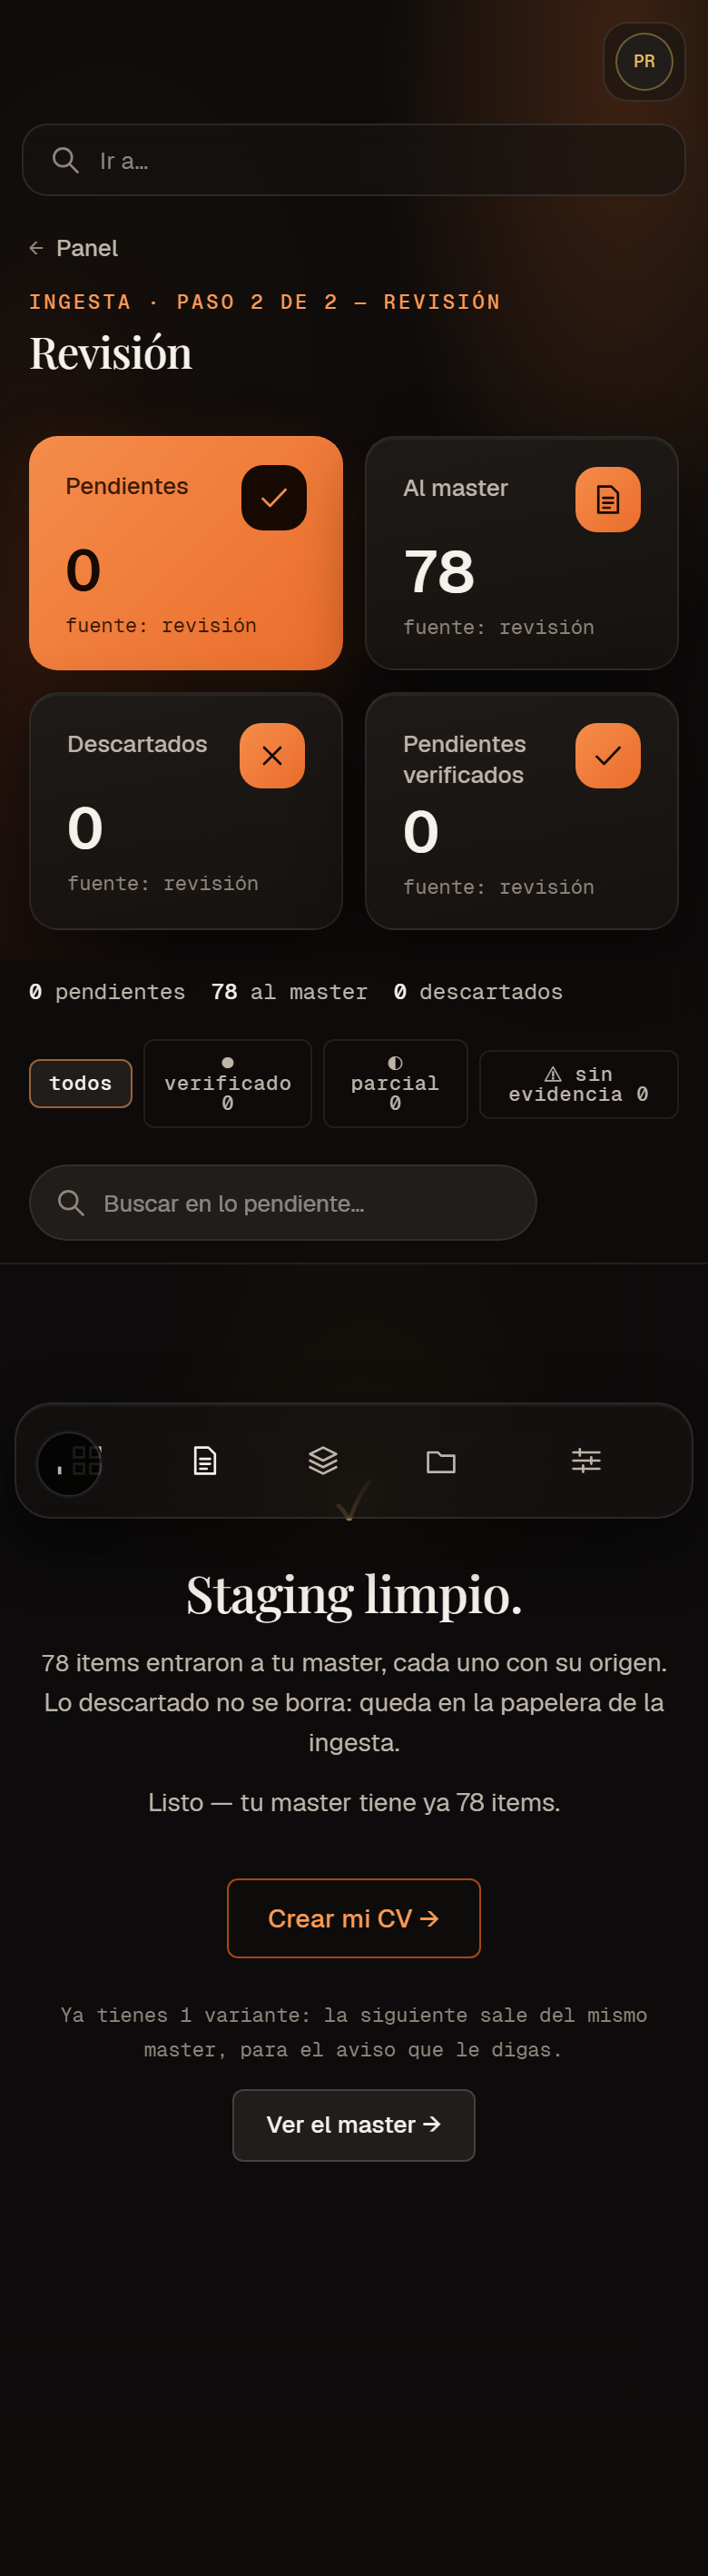 PR
Ir a...
← Panel
INGESTA · PASO 2 DE 2 — REVISIÓN
Revisión
Pendientes
0
fuente: revisión
Al master
78
fuente: revisión
Descartados
0
fuente: revisión
Pendientes
verificados
0
fuente: revisión
0 pendientes 78 al master 0 descartados
todos
● verificado 0
◐ parcial 0
⚠ sin evidencia 0
Buscar en lo pendiente...
Staging limpio.
78 items entraron a tu master, cada uno con su origen.
Lo descartado no se borra: queda en la papelera de la
ingesta.
Listo — tu master tiene ya 78 items.
Crear mi CV →
Ya tienes 1 variante: la siguiente sale del mismo
master, para el aviso que le digas.
Ver el master →